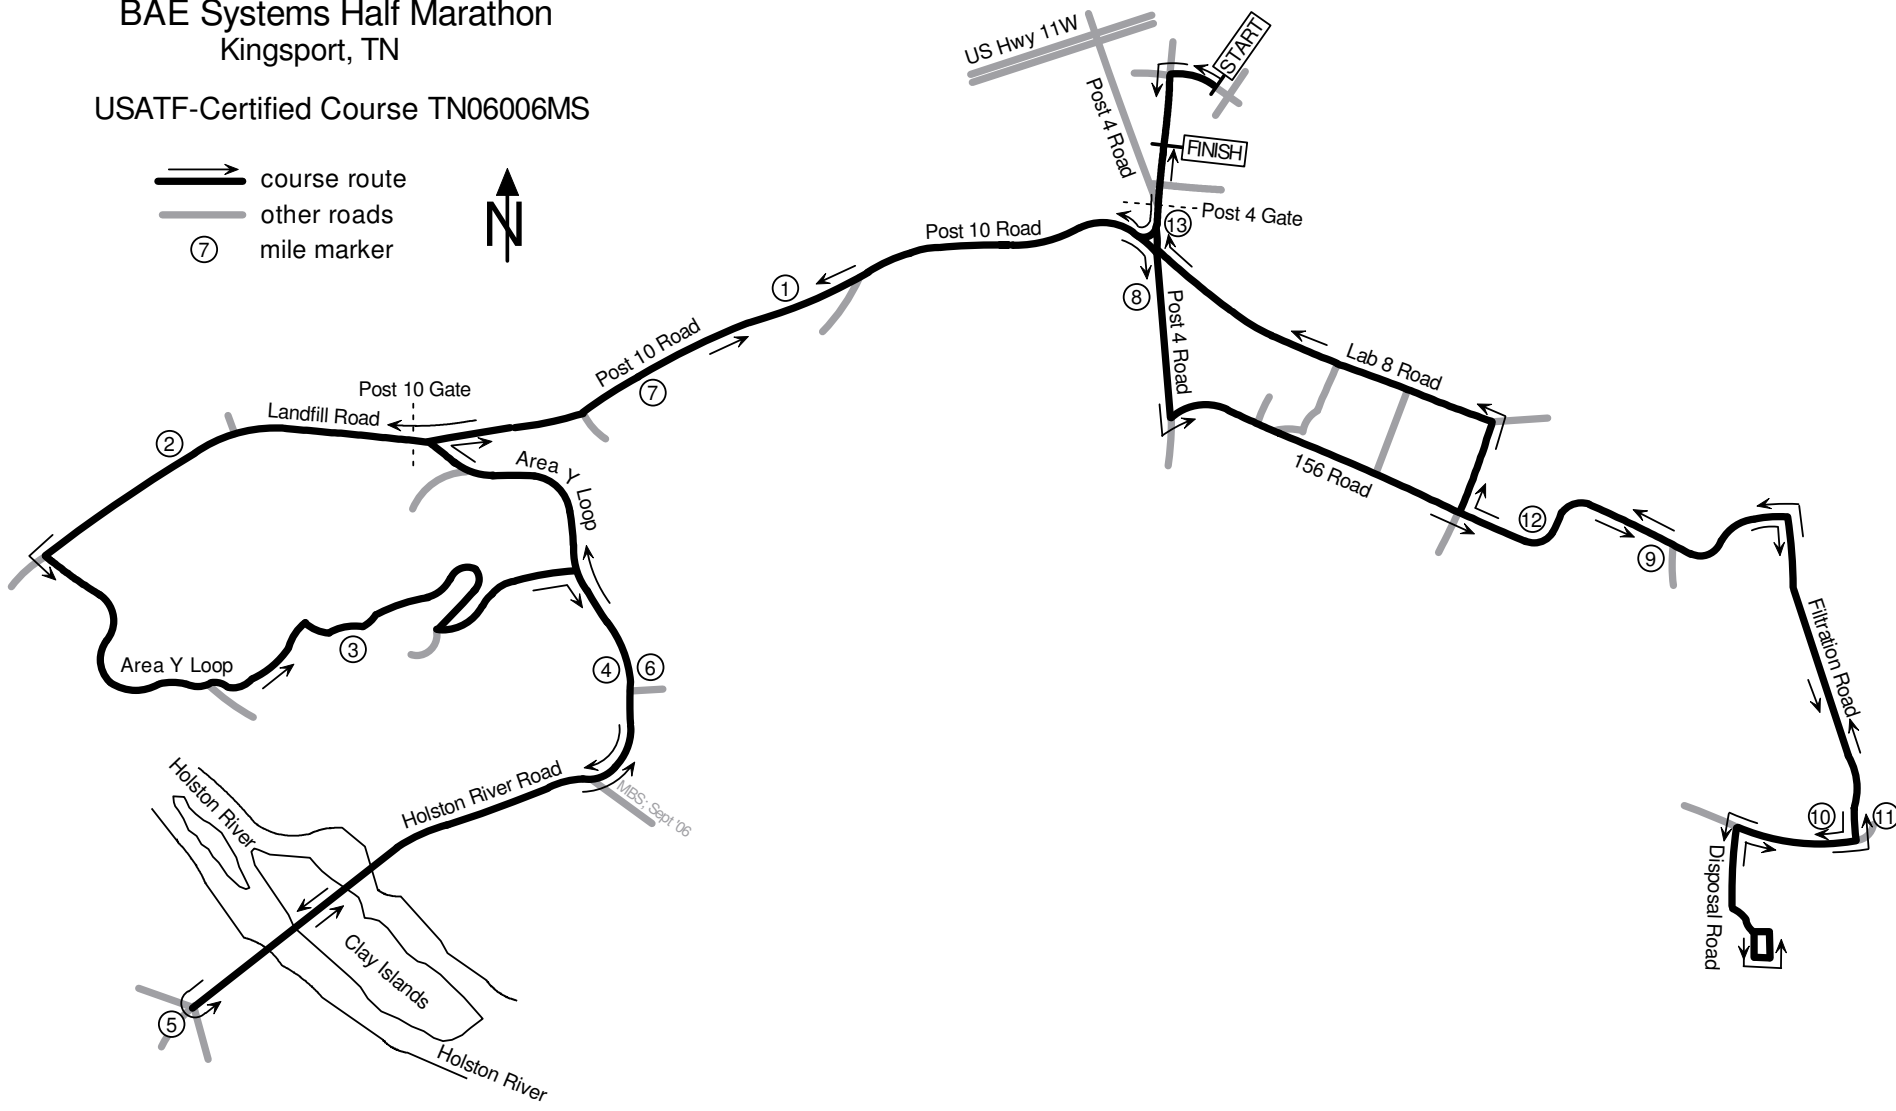 BAE Systems Half Marathon
Kingsport, TN
USATF-Certified Course TN06006MS
course route
other roads
7
mile marker
N
US Hwy 11W
START
Post 4 Road
FINISH
Post 4 Gate
13
Post 10 Road
1
8
Post 4 Road
Post 10 Road
7
Lab 8 Road
Post 10 Gate
Landfill Road
2
Area Y Loop
156 Road
12
9
Filtration Road
3
Area Y Loop
4
6
Holston River Road
MBS; Sept '06
Holston River
10
11
Disposal Road
Clay Islands
5
Holston River